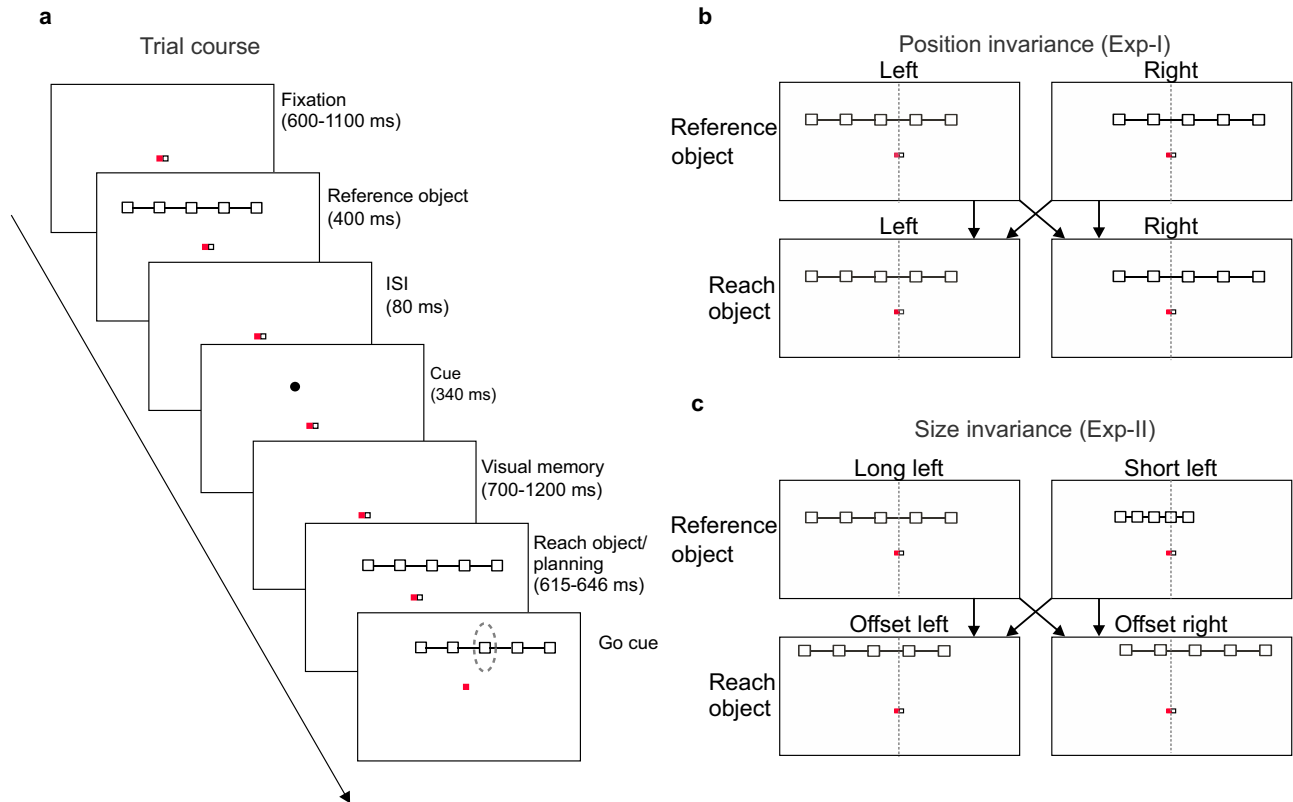 a
Trial course
Fixation
(600-1100 ms)
Reference object
(400 ms)
ISI
(80 ms)
Cue
(340 ms)
Visual memory
(700-1200 ms)
Reach object/
planning
(615-646 ms)
Go cue
b
Position invariance (Exp-I)
Left
Right
Reference
object
Left
Right
Reach
object
c
Size invariance (Exp-II)
Long left
Short left
Reference
object
Offset left
Offset right
Reach
object